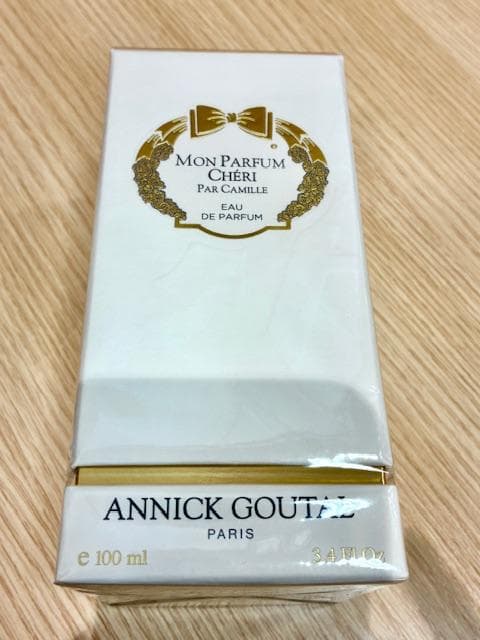 MON PARFUM
CHÉRI
PAR CAMILLE
EAU
DE PARFUM
ANNICK GOUTAL
PARIS
e 100 ml
3.4 Fl Oz